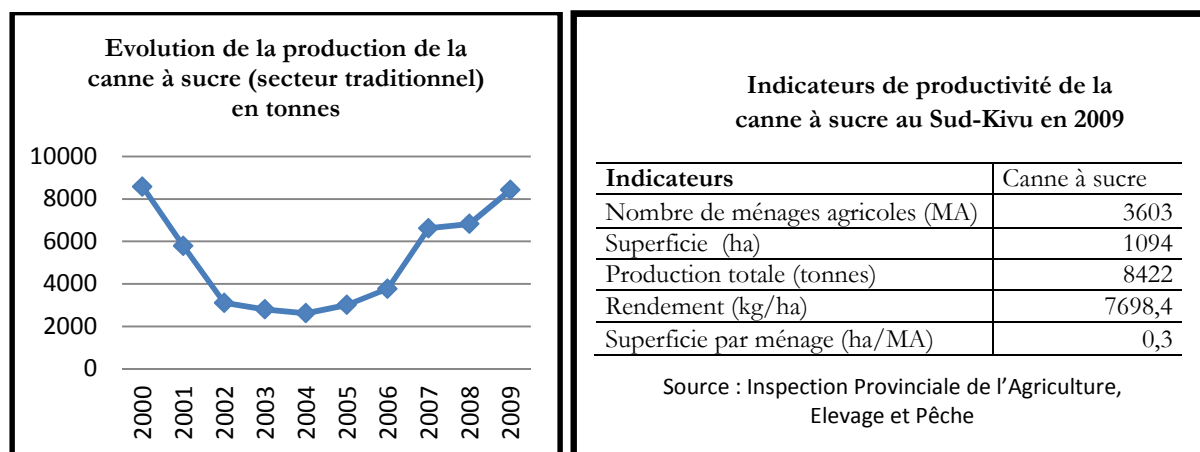 Evolution de la production de la
canne à sucre (secteur traditionnel)
en tonnes
10000
8000
6000
4000
2000
0
2000
2001
2002
2003
2004
2005
2006
2007
2008
2009
Indicateurs de productivité de la
canne à sucre au Sud-Kivu en 2009
Indicateurs Canne à sucre
Nombre de ménages agricoles (MA) 3603
Superficie (ha) 1094
Production totale (tonnes) 8422
Rendement (kg/ha) 7698,4
Superficie par ménage (ha/MA) 0,3
Source : Inspection Provinciale de l'Agriculture,
Elevage et Pêche